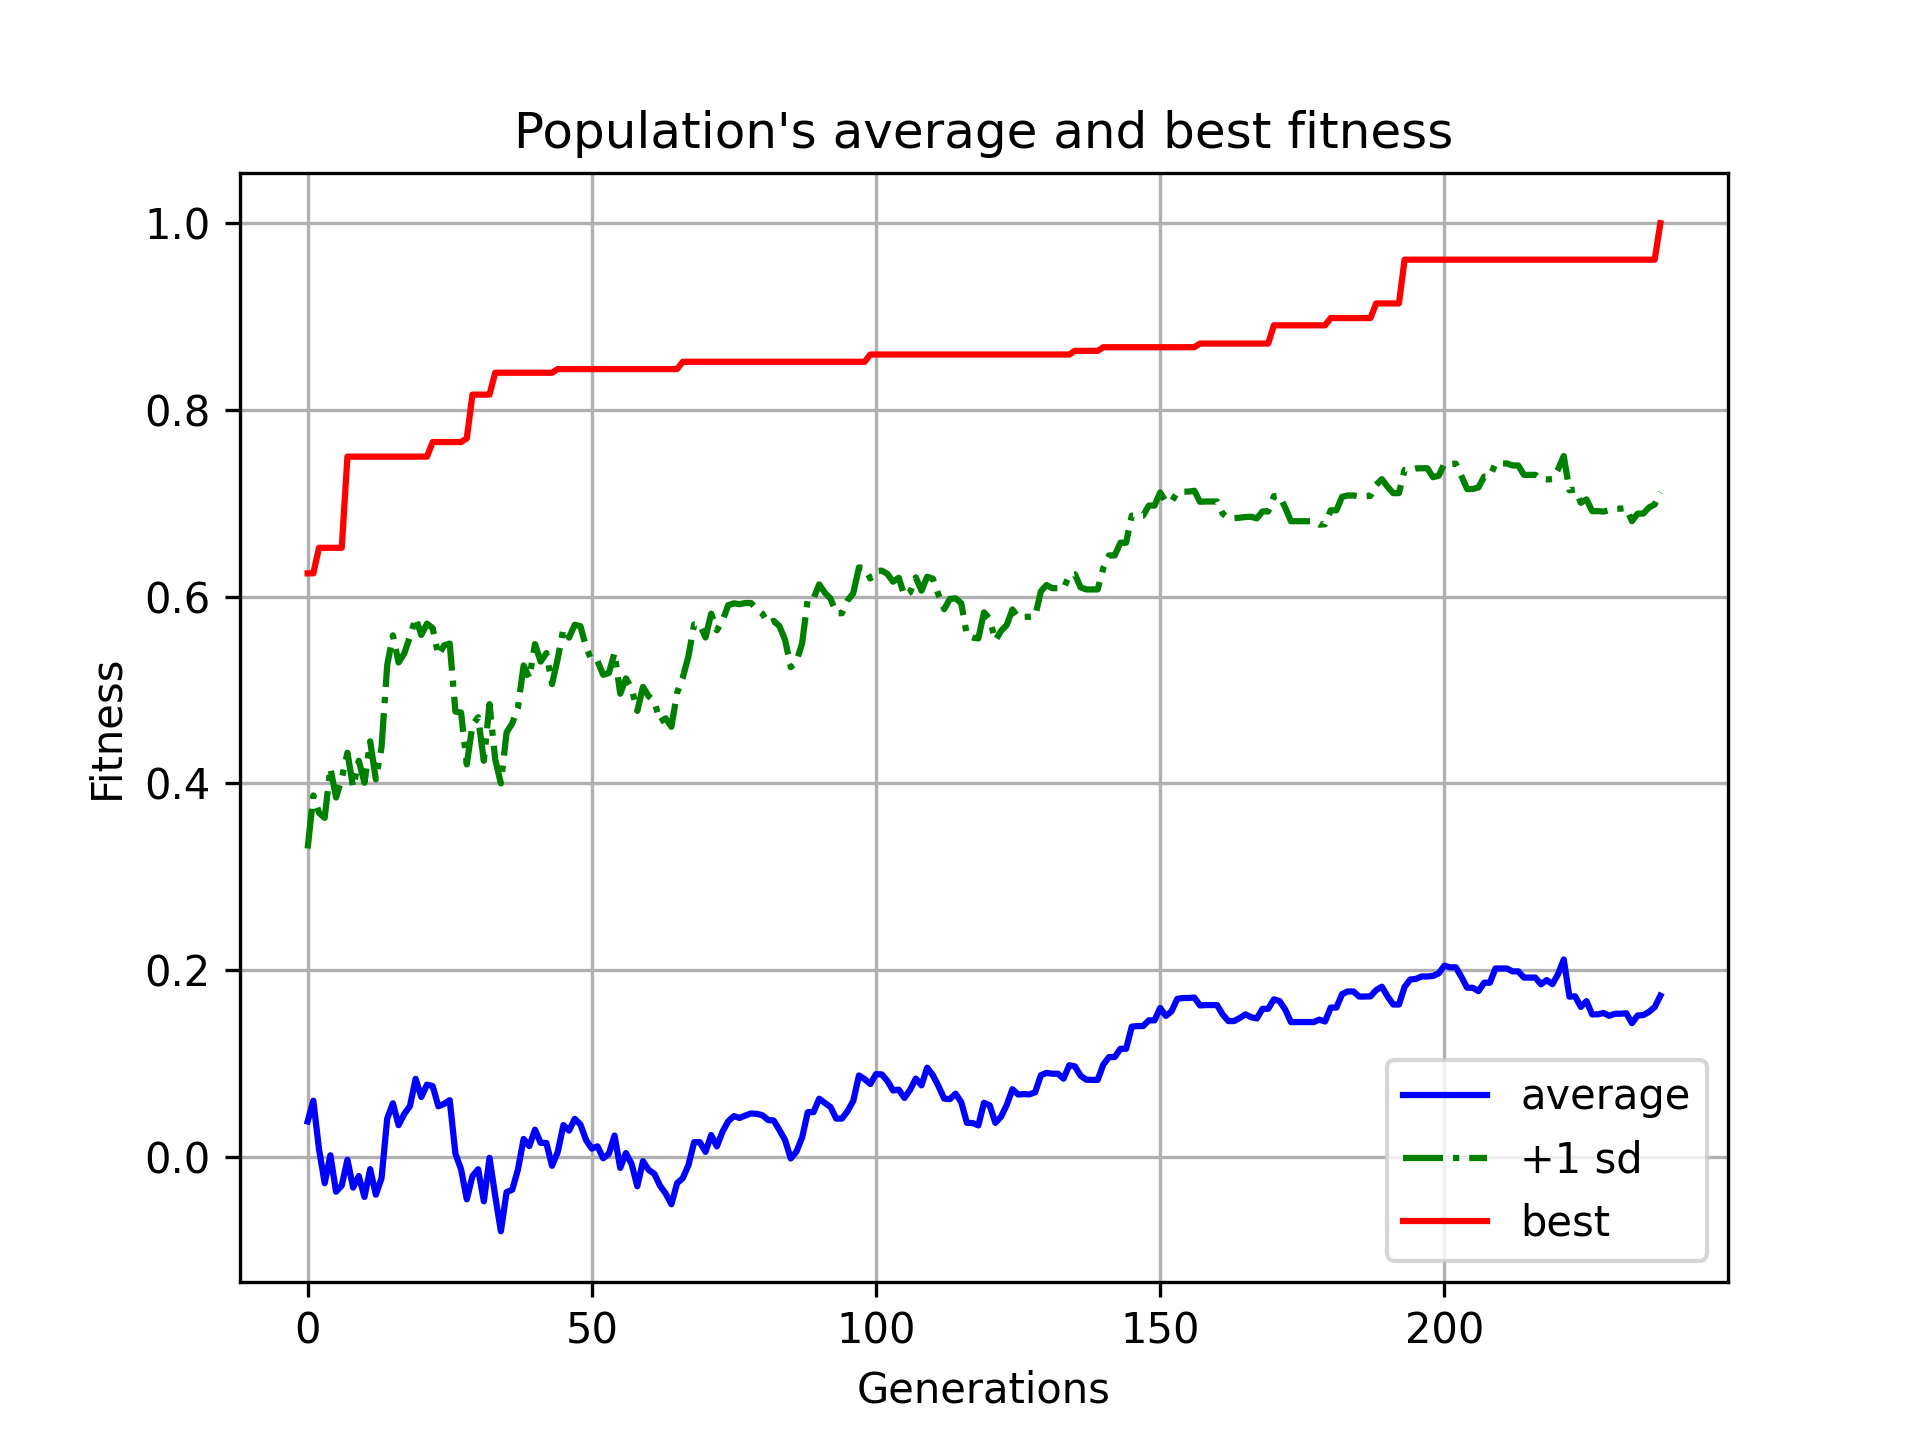 Population's average and best fitness
1.0
0.8
0.6
0.4
0.2
0.0
Fitness
average
+1 sd
best
0 50 100 150 200
Generations